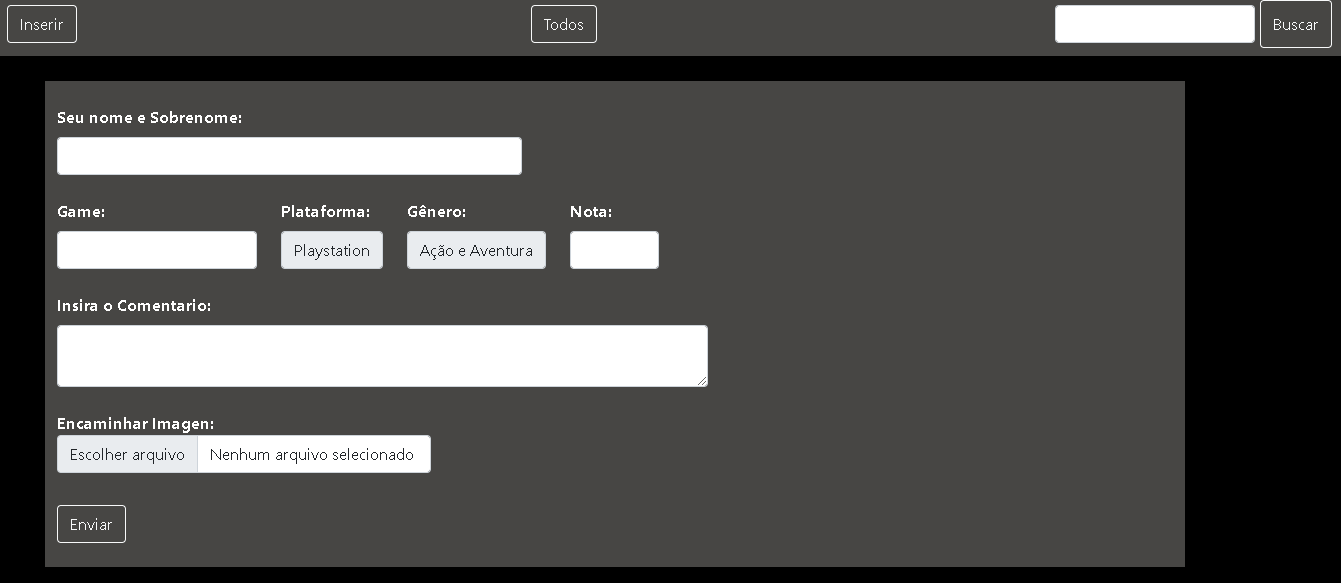 Inserir Todos Buscar
Seu nome e Sobrenome:
Game: Plataforma: Gênero: Nota:
Playstation Ação e Aventura
Insira o Comentario:
Encaminhar Imagen:
Escolher arquivo Nenhum arquivo selecionado
Enviar